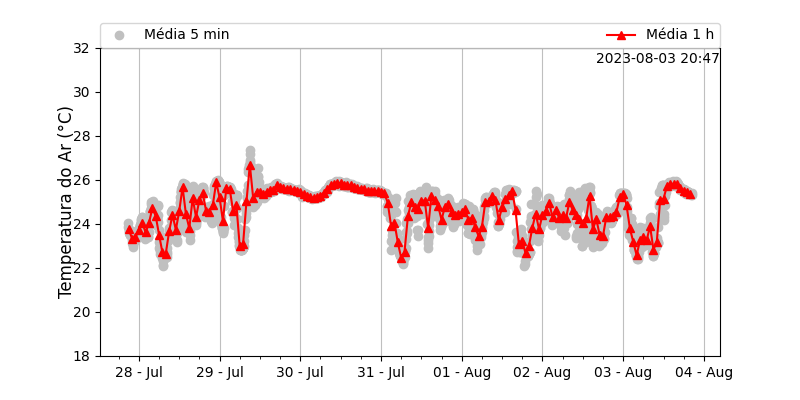 Média 5 min
Média 1 h
2023-08-03 20:47
Temperatura do Ar (°C)
32
30
28
26
24
22
20
18
28 - Jul
29 - Jul
30 - Jul
31 - Jul
01 - Aug
02 - Aug
03 - Aug
04 - Aug